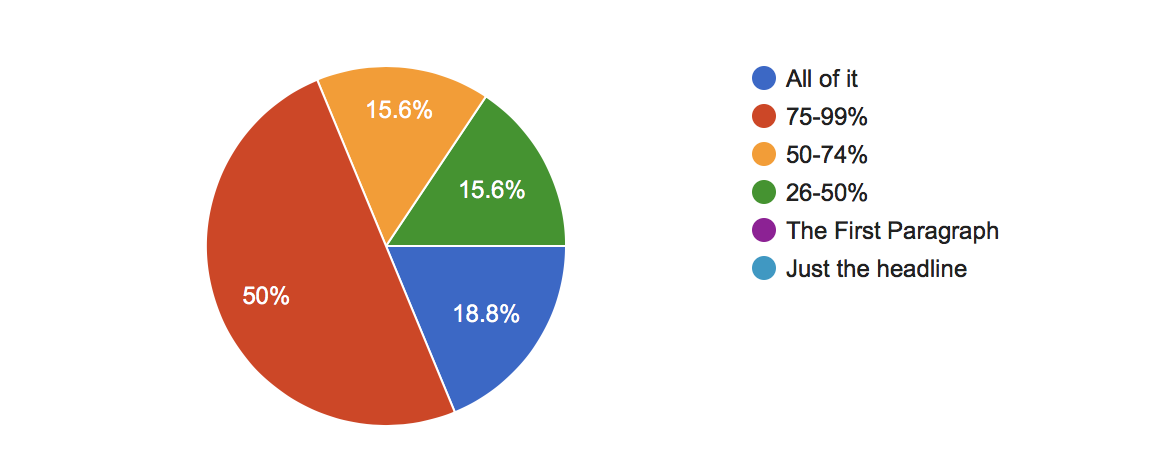 15.6%
15.6%
50%
18.8%
All of it
75-99%
50-74%
26-50%
The First Paragraph
Just the headline